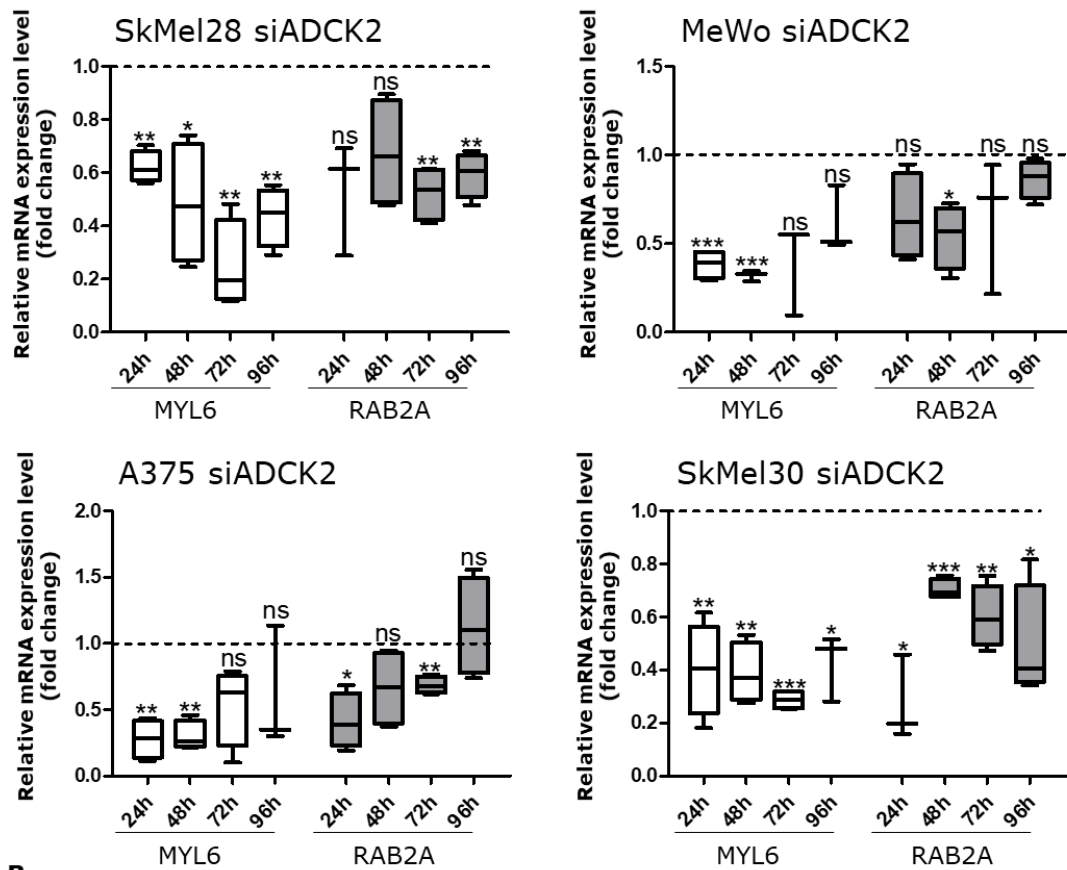 SkMel28 siADCK2
Relative mRNA expression level
(fold change)
1.0
0.8
0.6
0.4
0.2
0.0
** * ** ** ns ns ** **
24h 48h 72h 96h 24h 48h 72h 96h
MYL6 RAB2A
MeWo siADCK2
Relative mRNA expression level
(fold change)
1.5
1.0
0.5
0.0
*** *** ns ns ns * ns ns
24h 48h 72h 96h 24h 48h 72h 96h
MYL6 RAB2A
A375 siADCK2
Relative mRNA expression level
(fold change)
2.0
1.5
1.0
0.5
0.0
** ** ns ns * ns ** ns
24h 48h 72h 96h 24h 48h 72h 96h
MYL6 RAB2A
SkMel30 siADCK2
Relative mRNA expression level
(fold change)
1.0
0.8
0.6
0.4
0.2
0.0
** ** *** * * *** ** *
24h 48h 72h 96h 24h 48h 72h 96h
MYL6 RAB2A